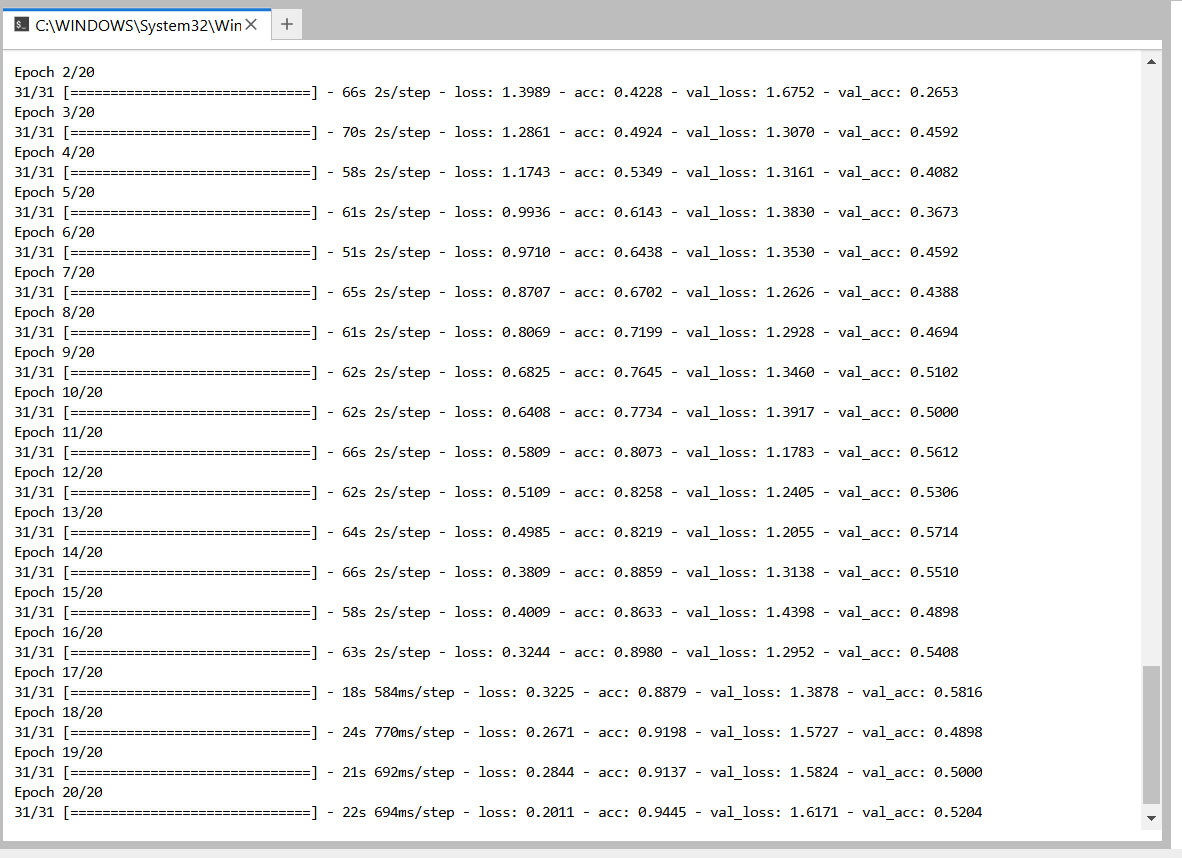 C:\WINDOWS\System32\Win
Epoch 2/20
31/31 [==============================] - 66s 2s/step - loss: 1.3989 - acc: 0.4228 - val_loss: 1.6752 - val_acc: 0.2653
Epoch 3/20
31/31 [==============================] - 70s 2s/step - loss: 1.2861 - acc: 0.4924 - val_loss: 1.3070 - val_acc: 0.4592
Epoch 4/20
31/31 [==============================] - 58s 2s/step - loss: 1.1743 - acc: 0.5349 - val_loss: 1.3161 - val_acc: 0.4082
Epoch 5/20
31/31 [==============================] - 61s 2s/step - loss: 0.9936 - acc: 0.6143 - val_loss: 1.3830 - val_acc: 0.3673
Epoch 6/20
31/31 [==============================] - 51s 2s/step - loss: 0.9710 - acc: 0.6438 - val_loss: 1.3530 - val_acc: 0.4592
Epoch 7/20
31/31 [==============================] - 65s 2s/step - loss: 0.8707 - acc: 0.6702 - val_loss: 1.2626 - val_acc: 0.4388
Epoch 8/20
31/31 [==============================] - 61s 2s/step - loss: 0.8069 - acc: 0.7199 - val_loss: 1.2928 - val_acc: 0.4694
Epoch 9/20
31/31 [==============================] - 62s 2s/step - loss: 0.6825 - acc: 0.7645 - val_loss: 1.3460 - val_acc: 0.5102
Epoch 10/20
31/31 [==============================] - 62s 2s/step - loss: 0.6408 - acc: 0.7734 - val_loss: 1.3917 - val_acc: 0.5000
Epoch 11/20
31/31 [==============================] - 66s 2s/step - loss: 0.5809 - acc: 0.8073 - val_loss: 1.1783 - val_acc: 0.5612
Epoch 12/20
31/31 [==============================] - 62s 2s/step - loss: 0.5109 - acc: 0.8258 - val_loss: 1.2405 - val_acc: 0.5306
Epoch 13/20
31/31 [==============================] - 64s 2s/step - loss: 0.4985 - acc: 0.8219 - val_loss: 1.2055 - val_acc: 0.5714
Epoch 14/20
31/31 [==============================] - 66s 2s/step - loss: 0.3809 - acc: 0.8859 - val_loss: 1.3138 - val_acc: 0.5510
Epoch 15/20
31/31 [==============================] - 58s 2s/step - loss: 0.4009 - acc: 0.8633 - val_loss: 1.4398 - val_acc: 0.4898
Epoch 16/20
31/31 [==============================] - 63s 2s/step - loss: 0.3244 - acc: 0.8980 - val_loss: 1.2952 - val_acc: 0.5408
Epoch 17/20
31/31 [==============================] - 18s 584ms/step - loss: 0.3225 - acc: 0.8879 - val_loss: 1.3878 - val_acc: 0.5816
Epoch 18/20
31/31 [==============================] - 24s 770ms/step - loss: 0.2671 - acc: 0.9198 - val_loss: 1.5727 - val_acc: 0.4898
Epoch 19/20
31/31 [==============================] - 21s 692ms/step - loss: 0.2844 - acc: 0.9137 - val_loss: 1.5824 - val_acc: 0.5000
Epoch 20/20
31/31 [==============================] - 22s 694ms/step - loss: 0.2011 - acc: 0.9445 - val_loss: 1.6171 - val_acc: 0.5204